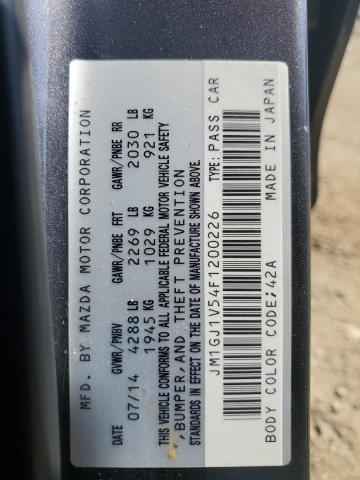 MFD. BY MAZDA MOTOR CORPORATION
DATE GVWR/PNBV GAWR/PNBE FRT GAWR/PNBE RR
07/14 4288 LB 2269 LB 2030 LB
1945 KG 1029 KG 921 KG
THIS VEHICLE CONFORMS TO ALL APPLICABLE FEDERAL MOTOR VEHICLE SAFETY
,BUMPER,AND THEFT PREVENTION
STANDARDS IN EFFECT ON THE DATE OF MANUFACTURE SHOWN ABOVE.
JM1GJ1V54F1200226 TYPE: PASS CAR
BODY COLOR CODE;42A MADE IN JAPAN